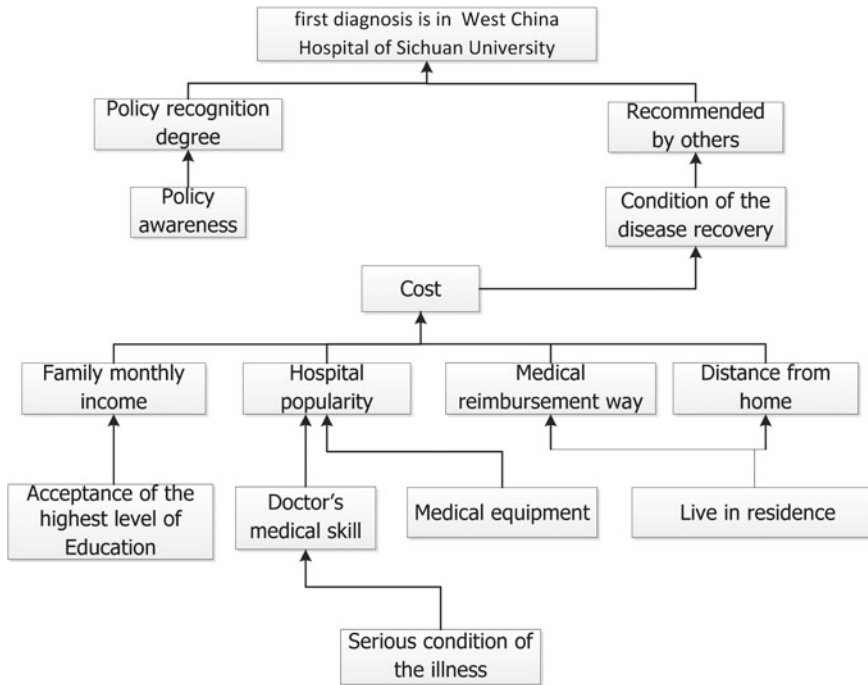 first diagnosis is in West China
Hospital of Sichuan University
Policy recognition
degree
Recommended
by others
Policy
awareness
Condition of the
disease recovery
Cost
Family monthly
income
Hospital
popularity
Medical
reimbursement way
Distance from
home
Acceptance of the
highest level of
Education
Doctor's
medical skill
Medical equipment
Live in residence
Serious condition of
the illness